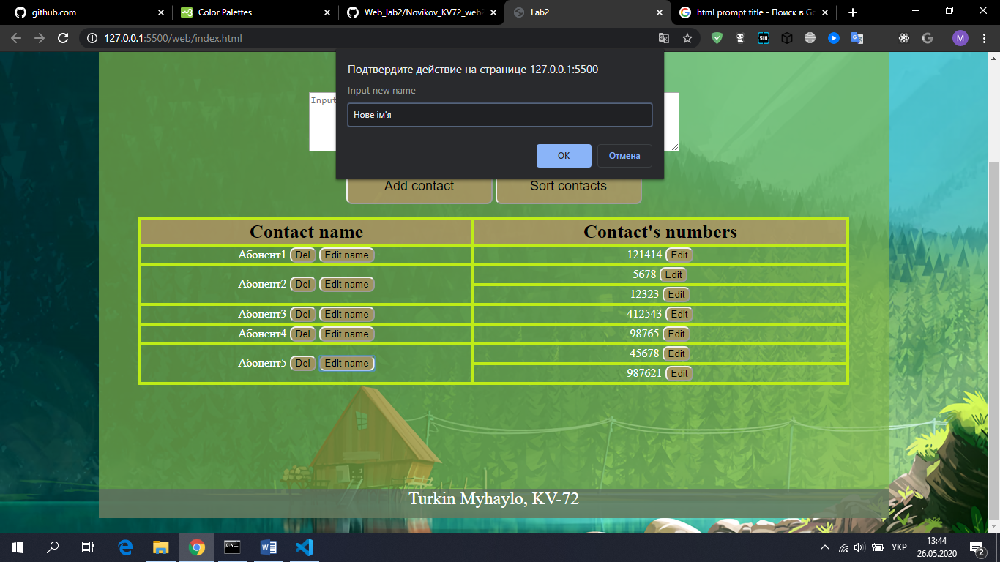 github.com
Color Palettes
Web_lab2/Novikov_KV72_web2
Lab2
html prompt title - Поиск в Go
127.0.0.1:5500/web/index.html
M
Подтвердите действие на странице 127.0.0.1:5500
Input new name
Нове ім'я
OK
Отмена
Input
Add contact
Sort contacts
Contact name
Contact's numbers
Абонент1 Del Edit name
121414 Edit
Абонент2 Del Edit name
5678 Edit
12323 Edit
Абонент3 Del Edit name
412543 Edit
Абонент4 Del Edit name
98765 Edit
Абонент5 Del Edit name
45678 Edit
987621 Edit
Turkin Myhaylo, KV-72
УКР
13:44
26.05.2020
2